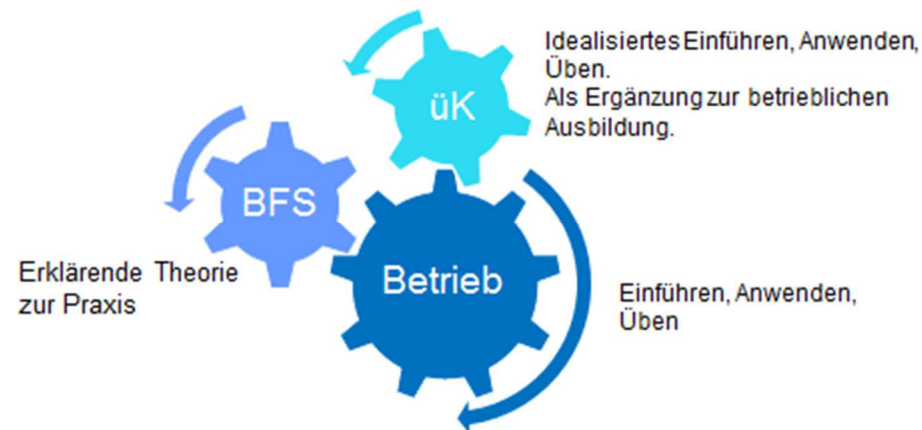 Idealisiertes Einführen, Anwenden,
Üben.
Als Ergänzung zur betrieblichen
Ausbildung.
üK
BFS
Erklärende Theorie
zur Praxis
Betrieb
Einführen, Anwenden,
Üben